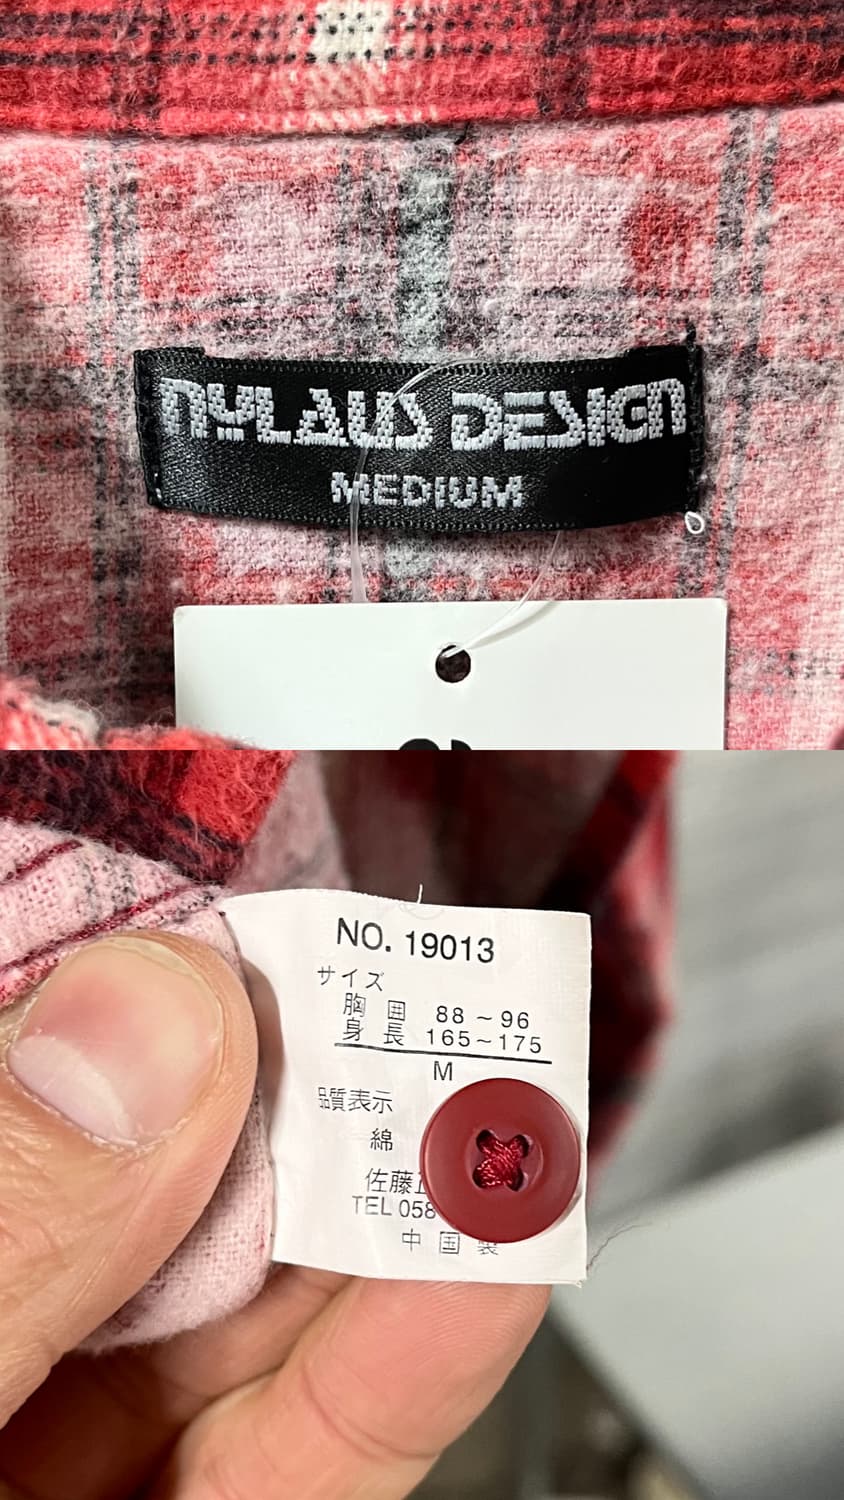 NYLAUS DESIGN
MEDIUM
NO. 19013
サイズ
胸 囲 88 ~ 96
身 長 165~175
M
品質表示
綿
佐藤
TEL 058
中 国 製